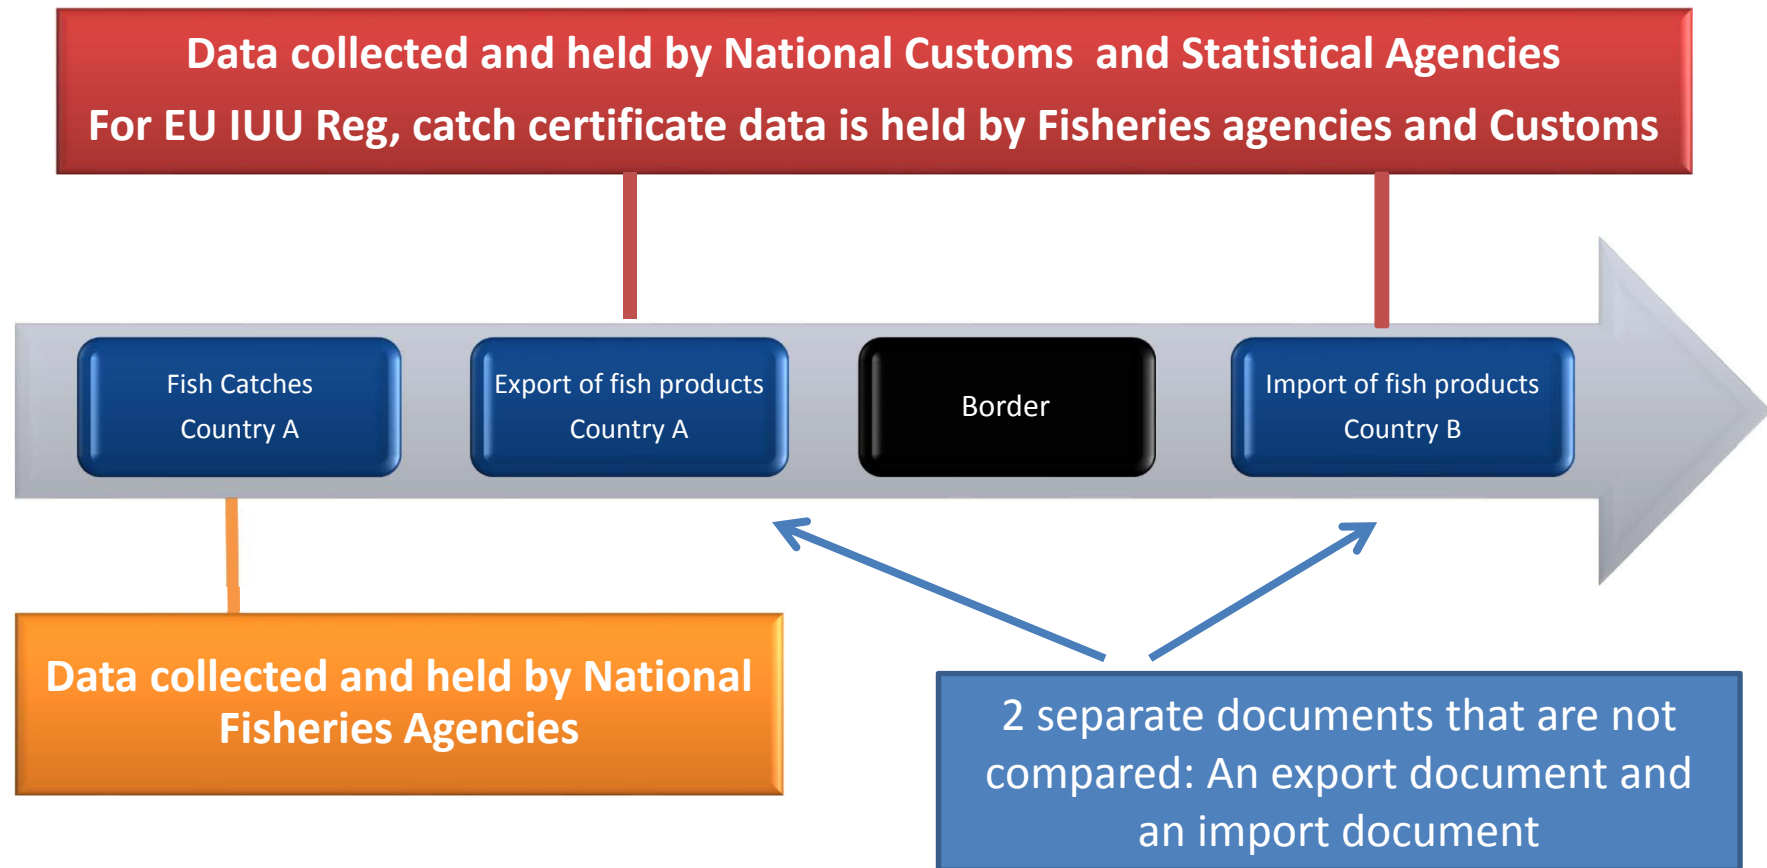 Data collected and held by National Customs and Statistical Agencies
For EU IUU Reg, catch certificate data is held by Fisheries agencies and Customs
Fish Catches
Country A
Export of fish products
Country A
Border
Import of fish products
Country B
Data collected and held by National
Fisheries Agencies
2 separate documents that are not
compared: An export document and
an import document